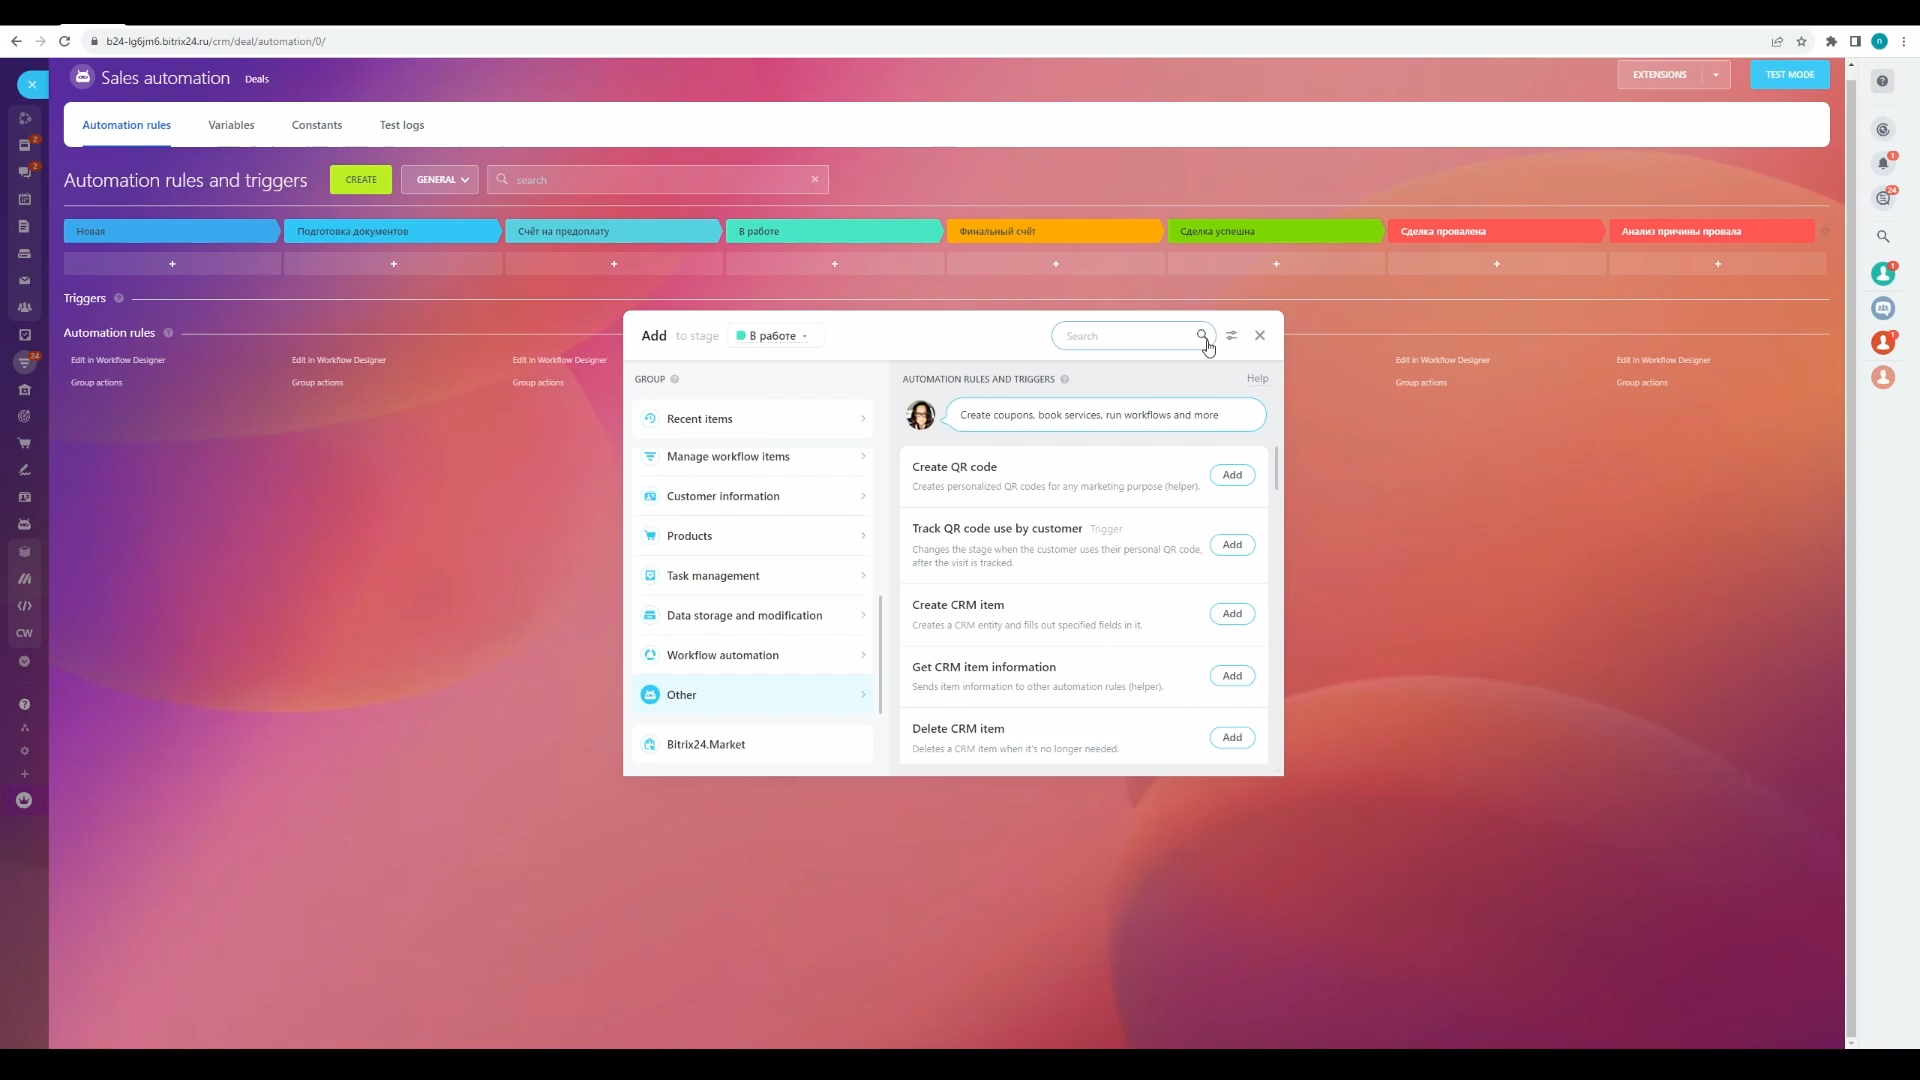 b24-lg6jm6.bitrix24.ru/crm/deal/automation/0/
n
Sales automation Deals
EXTENSIONS
TEST MODE
Automation rules Variables Constants Test logs
Automation rules and triggers CREATE GENERAL search
Новая Подготовка документов Счёт на предоплату В работе Финальный счёт Сделка успешна Сделка провалена Анализ причины провала
+ + + + + + + +
Triggers ?
Automation rules ?
Edit in Workflow Designer Edit in Workflow Designer Edit in Workflow Designer Edit in Workflow Designer Edit in Workflow Designer
Group actions Group actions Group actions Group actions Group actions
Add to stage В работе Search
GROUP ?
Recent items
Manage workflow items
Customer information
Products
Task management
Data storage and modification
Workflow automation
Other
Bitrix24.Market
AUTOMATION RULES AND TRIGGERS ? Help
Create coupons, book services, run workflows and more
Create QR code
Creates personalized QR codes for any marketing purpose (helper).
Add
Track QR code use by customer Trigger
Changes the stage when the customer uses their personal QR code,
after the visit is tracked.
Add
Create CRM item
Creates a CRM entity and fills out specified fields in it.
Add
Get CRM item information
Sends item information to other automation rules (helper).
Add
Delete CRM item
Deletes a CRM item when it's no longer needed.
Add
2
2
24
CW
?
?
1
24
1
1